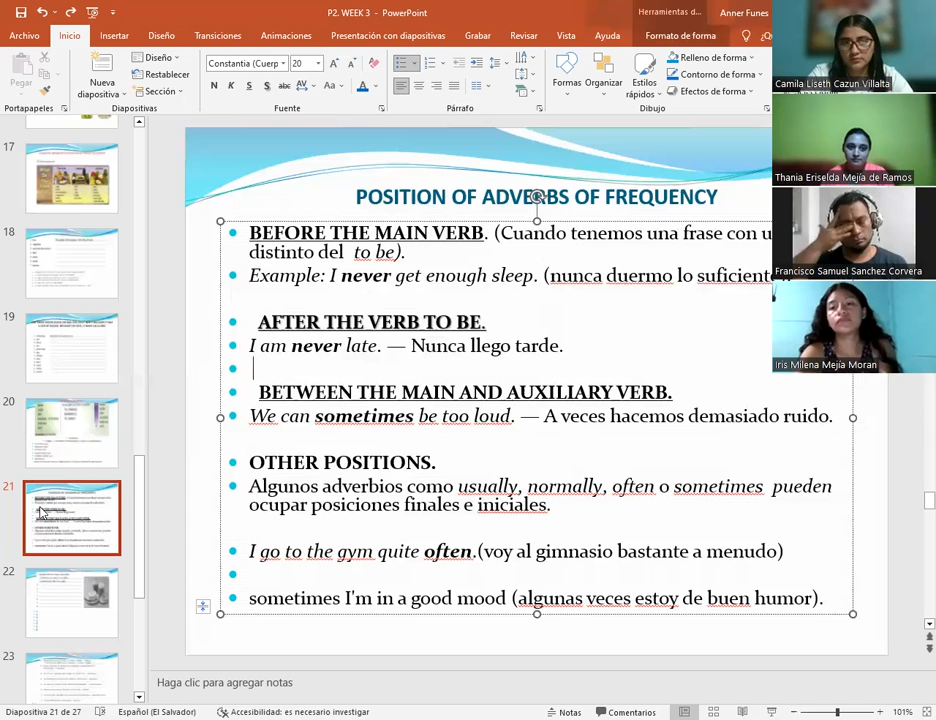 P2. WEEK 3 - PowerPoint
Herramientas d...
Anner Funes
Archivo
Inicio
Insertar
Diseño
Transiciones
Animaciones
Presentación con diapositivas
Grabar
Revisar
Vista
Ayuda
Formato de forma
Pegar
Nueva
diapositiva
Diseño
Restablecer
Sección
Constantia (Cuerp
20
N K S S abc AV Aa A
Formas
Organizar
Estilos
rápidos
Relleno de forma
Contorno de forma
Efectos de forma
Portapapeles
Diapositivas
Fuente
Párrafo
Dibujo
Camila Liseth Cazun Villalta
Thania Eriselda Mejía de Ramos
Francisco Samuel Sanchez Corvera
Iris Milena Mejía Moran
17
18
19
20
21
22
23
POSITION OF ADVERBS OF FREQUENCY
BEFORE THE MAIN VERB. (Cuando tenemos una frase con u
distinto del to be).
Example: I never get enough sleep. (nunca duermo lo suficiente
AFTER THE VERB TO BE.
I am never late. — Nunca llego tarde.
BETWEEN THE MAIN AND AUXILIARY VERB.
We can sometimes be too loud. — A veces hacemos demasiado ruido.
OTHER POSITIONS.
Algunos adverbios como usually, normally, often o sometimes pueden
ocupar posiciones finales e iniciales.
I go to the gym quite often.(voy al gimnasio bastante a menudo)
sometimes I'm in a good mood (algunas veces estoy de buen humor).
Haga clic para agregar notas
Diapositiva 21 de 27
Español (El Salvador)
Accesibilidad: es necesario investigar
Notas
Comentarios
101%